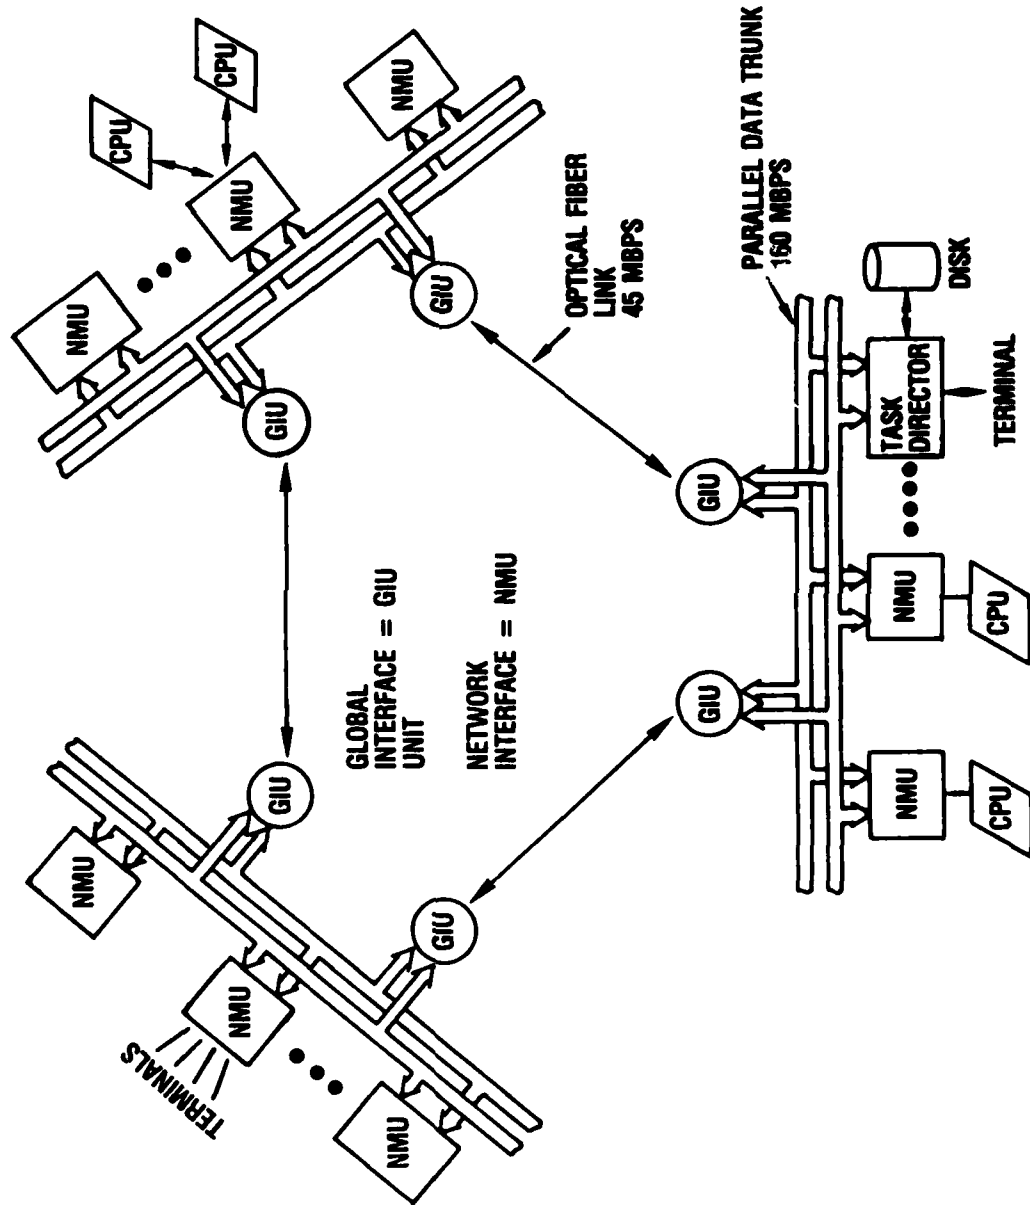 CPU
CPU
NMU
NMU
NMU
GIU
GIU
OPTICAL FIBER
LINK
45 MBPS
PARALLEL DATA TRUNK
160 MBPS
GLOBAL
INTERFACE = GIU
UNIT
NETWORK
INTERFACE = NMU
GIU
GIU
NMU
NMU
NMU
TERMINALS
GIU
GIU
TASK
DIRECTOR
DISK
TERMINAL
NMU
CPU
NMU
CPU